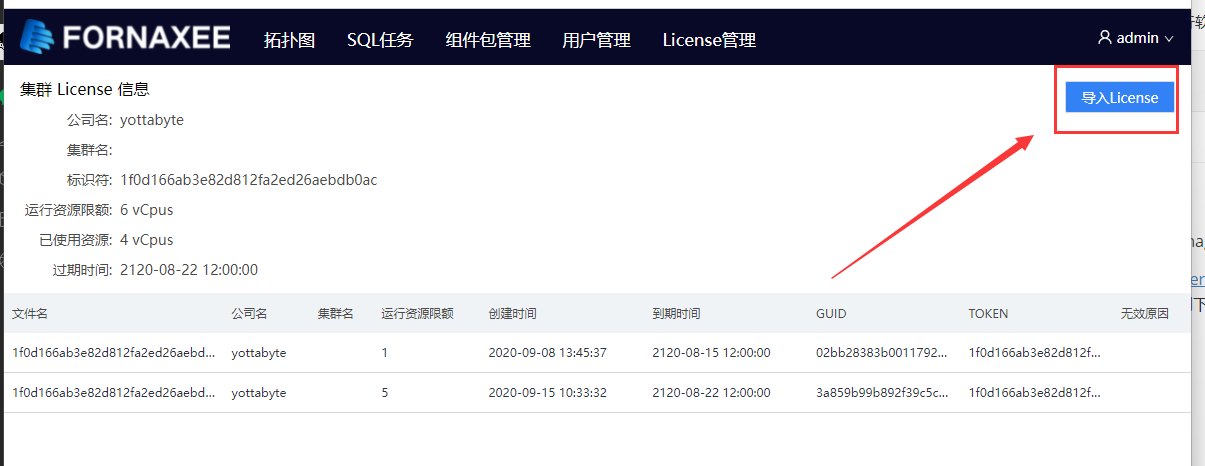 FORNAXEE 拓扑图 SQL任务 组件包管理 用户管理 License管理 admin
集群 License 信息
导入License
公司名: yottabyte
集群名:
标识符: 1f0d166ab3e82d812fa2ed26aebdb0ac
运行资源限额: 6 vCpus
已使用资源: 4 vCpus
过期时间: 2120-08-22 12:00:00
文件名 公司名 集群名 运行资源限额 创建时间 到期时间 GUID TOKEN 无效原因
1f0d166ab3e82d812fa2ed26aebd... yottabyte 1 2020-09-08 13:45:37 2120-08-15 12:00:00 02bb28383b0011792... 1f0d166ab3e82d812f...
1f0d166ab3e82d812fa2ed26aebd... yottabyte 5 2020-09-15 10:33:32 2120-08-22 12:00:00 3a859b99b892f39c5c... 1f0d166ab3e82d812f...